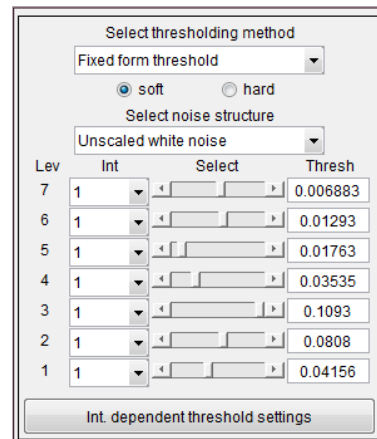 Select thresholding method
Fixed form threshold
soft hard
Select noise structure
Unscaled white noise
Lev Int Select Thresh
7 1 0.006883
6 1 0.01293
5 1 0.01763
4 1 0.03535
3 1 0.1093
2 1 0.0808
1 1 0.04156
Int. dependent threshold settings